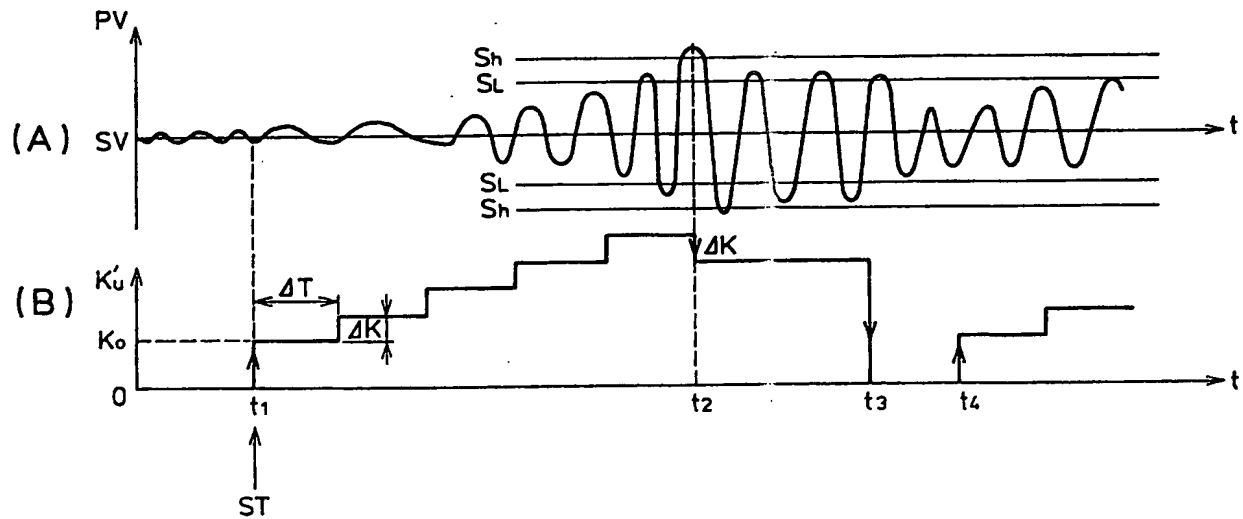 PV
Sh
SL
(A) SV t
SL
Sh
ΔK
(B) K'u
ΔT
ΔK
Ko
0 t1 t2 t3 t4 t
ST